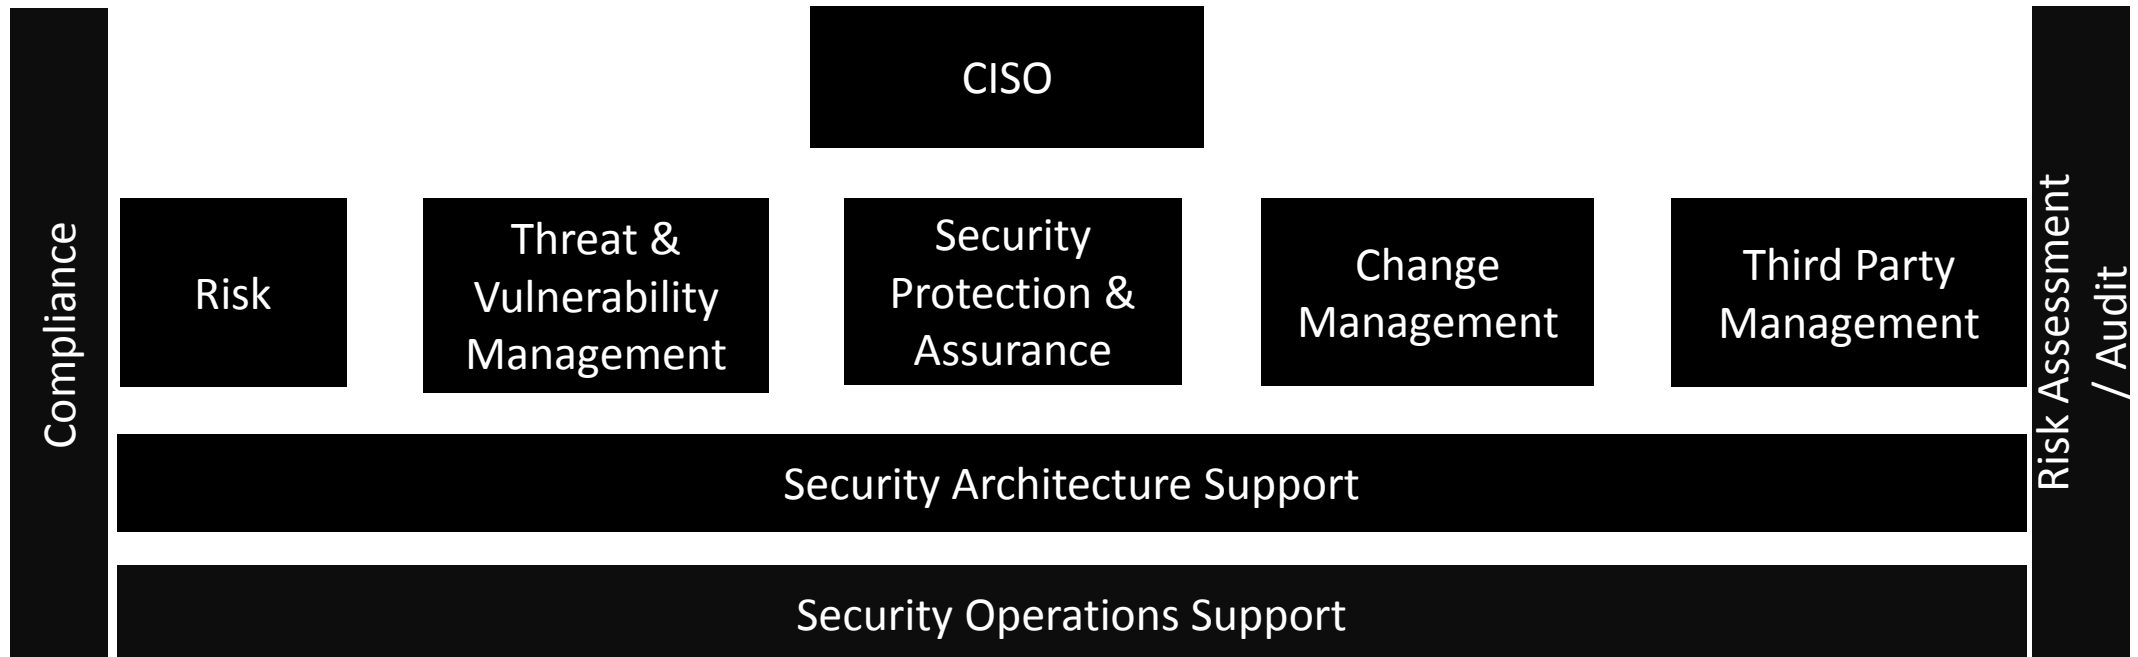 CISO
Compliance
Risk
Threat &
Vulnerability
Management
Security
Protection &
Assurance
Change
Management
Third Party
Management
Risk Assessment
/ Audit
Security Architecture Support
Security Operations Support